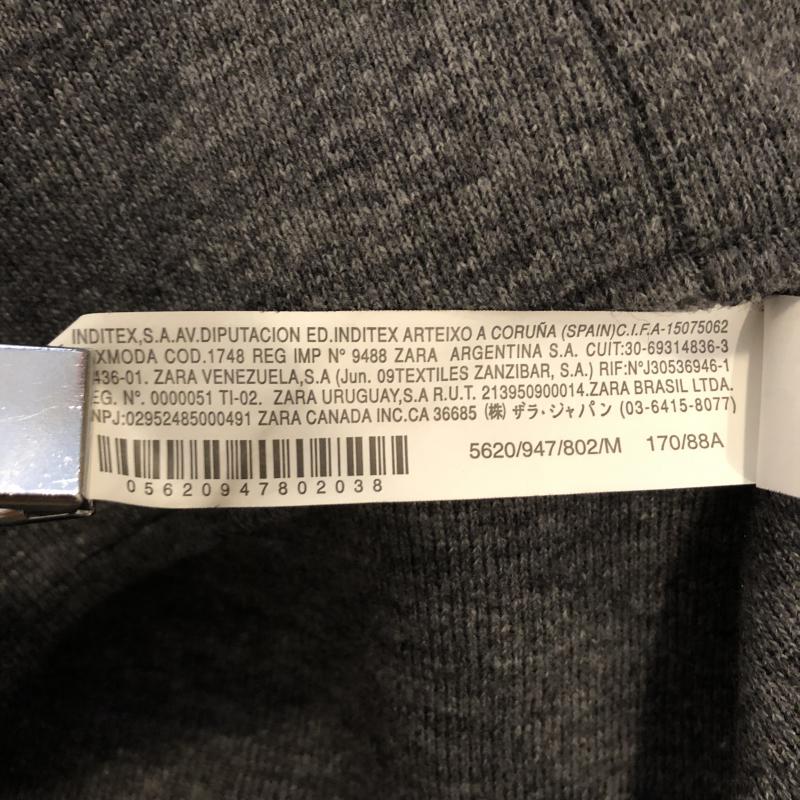 INDITEX,S.A.AV.DIPUTACION ED.INDITEX ARTEIXO A CORUÑA (SPAIN)C.I.F.A-15075062
XMODA COD.1748 REG IMP Nº 9488 ZARA ARGENTINA S.A. CUIT:30-69314836-3
436-01. ZARA VENEZUELA,S.A (Jun. 09TEXTILES ZANZIBAR, S.A.) RIF:NºJ30536946-1
EG. Nº. 0000051 TI-02. ZARA URUGUAY,S.A R.U.T. 213950900014.ZARA BRASIL LTDA.
NPJ:02952485000491 ZARA CANADA INC.CA 36685 (株) ザラ・ジャパン (03-6415-8077)
5620/947/802/M 170/88A
05620947802038